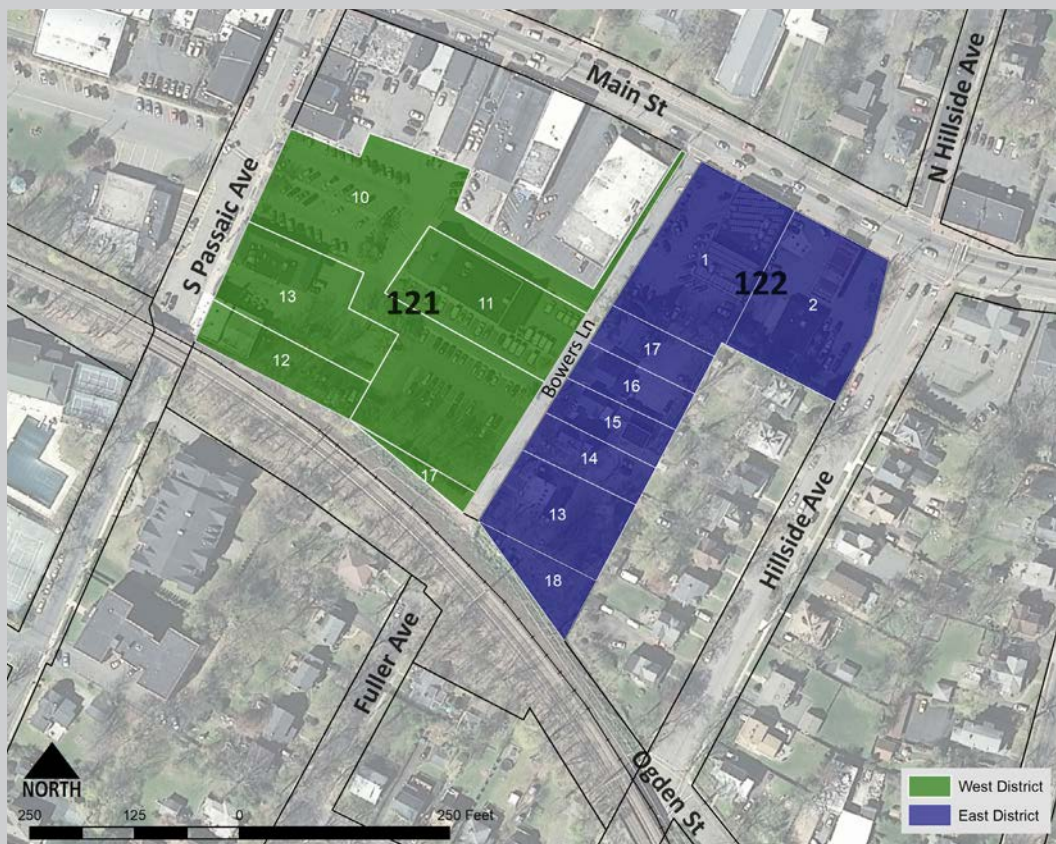 Main St
N Hillside Ave
S Passaic Ave
10
1
122
2
13
121
11
12
Bowers Ln
17
16
15
14
17
13
18
Hillside Ave
Fuller Ave
Ogden St
NORTH
250 125 0 250 Feet
West District
East District